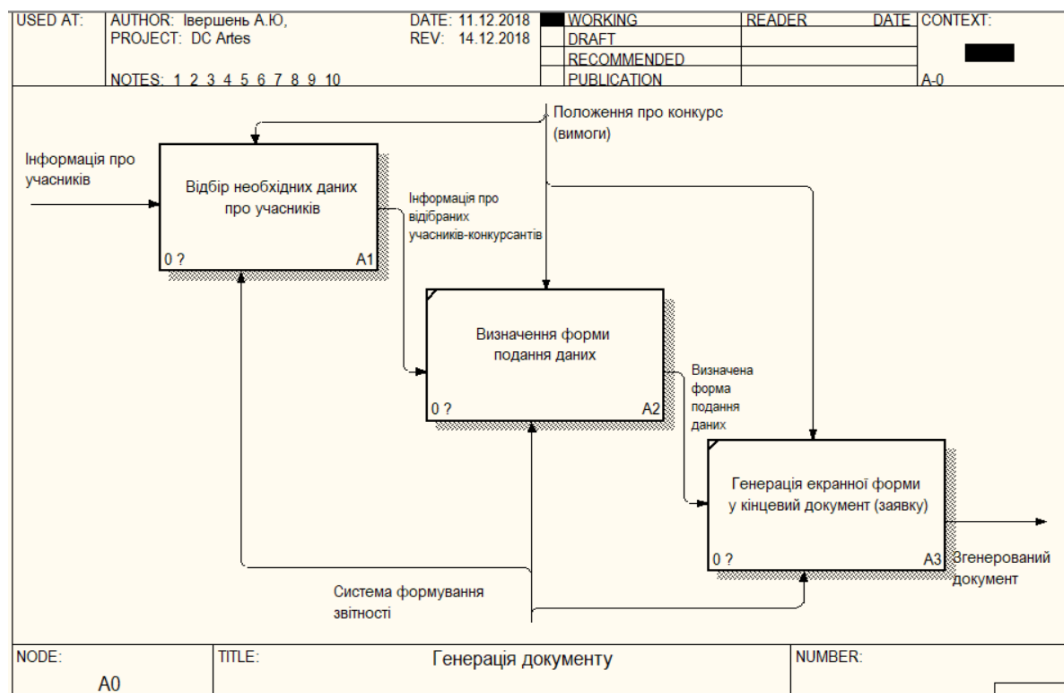 USED AT:
AUTHOR: Івершень А.Ю,
DATE: 11.12.2018
WORKING
READER
DATE
CONTEXT:
PROJECT: DC Artes
REV: 14.12.2018
DRAFT
RECOMMENDED
NOTES: 1 2 3 4 5 6 7 8 9 10
PUBLICATION
A-0
Положення про конкурс
(вимоги)
Інформація про
учасників
Відбір необхідних даних
про учасників
0 ?
A1
Інформація про
відібраних
учасників-конкурсантів
Визначення форми
подання даних
0 ?
A2
Визначена
форма
подання
даних
Генерація екранної форми
у кінцевий документ (заявку)
0 ?
A3
Згенерований
документ
Система формування
звітності
NODE:
A0
TITLE:
Генерація документу
NUMBER: